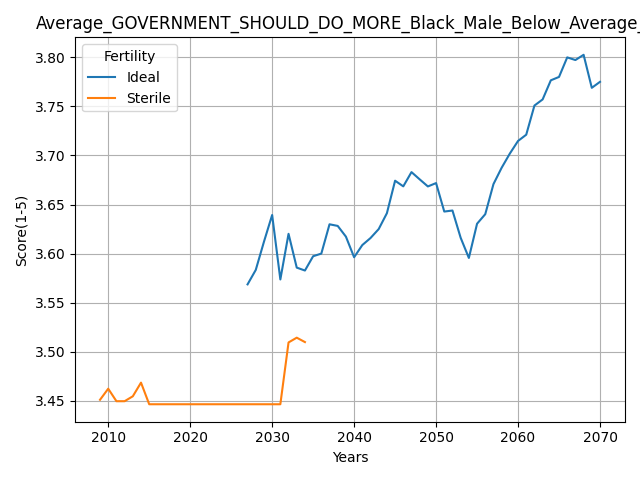 Average_GOVERNMENT_SHOULD_DO_MORE_Black_Male_Below_Average_
Fertility
Ideal
Sterile
Score(1-5)
3.80
3.75
3.70
3.65
3.60
3.55
3.50
3.45
2010 2020 2030 2040 2050 2060 2070
Years